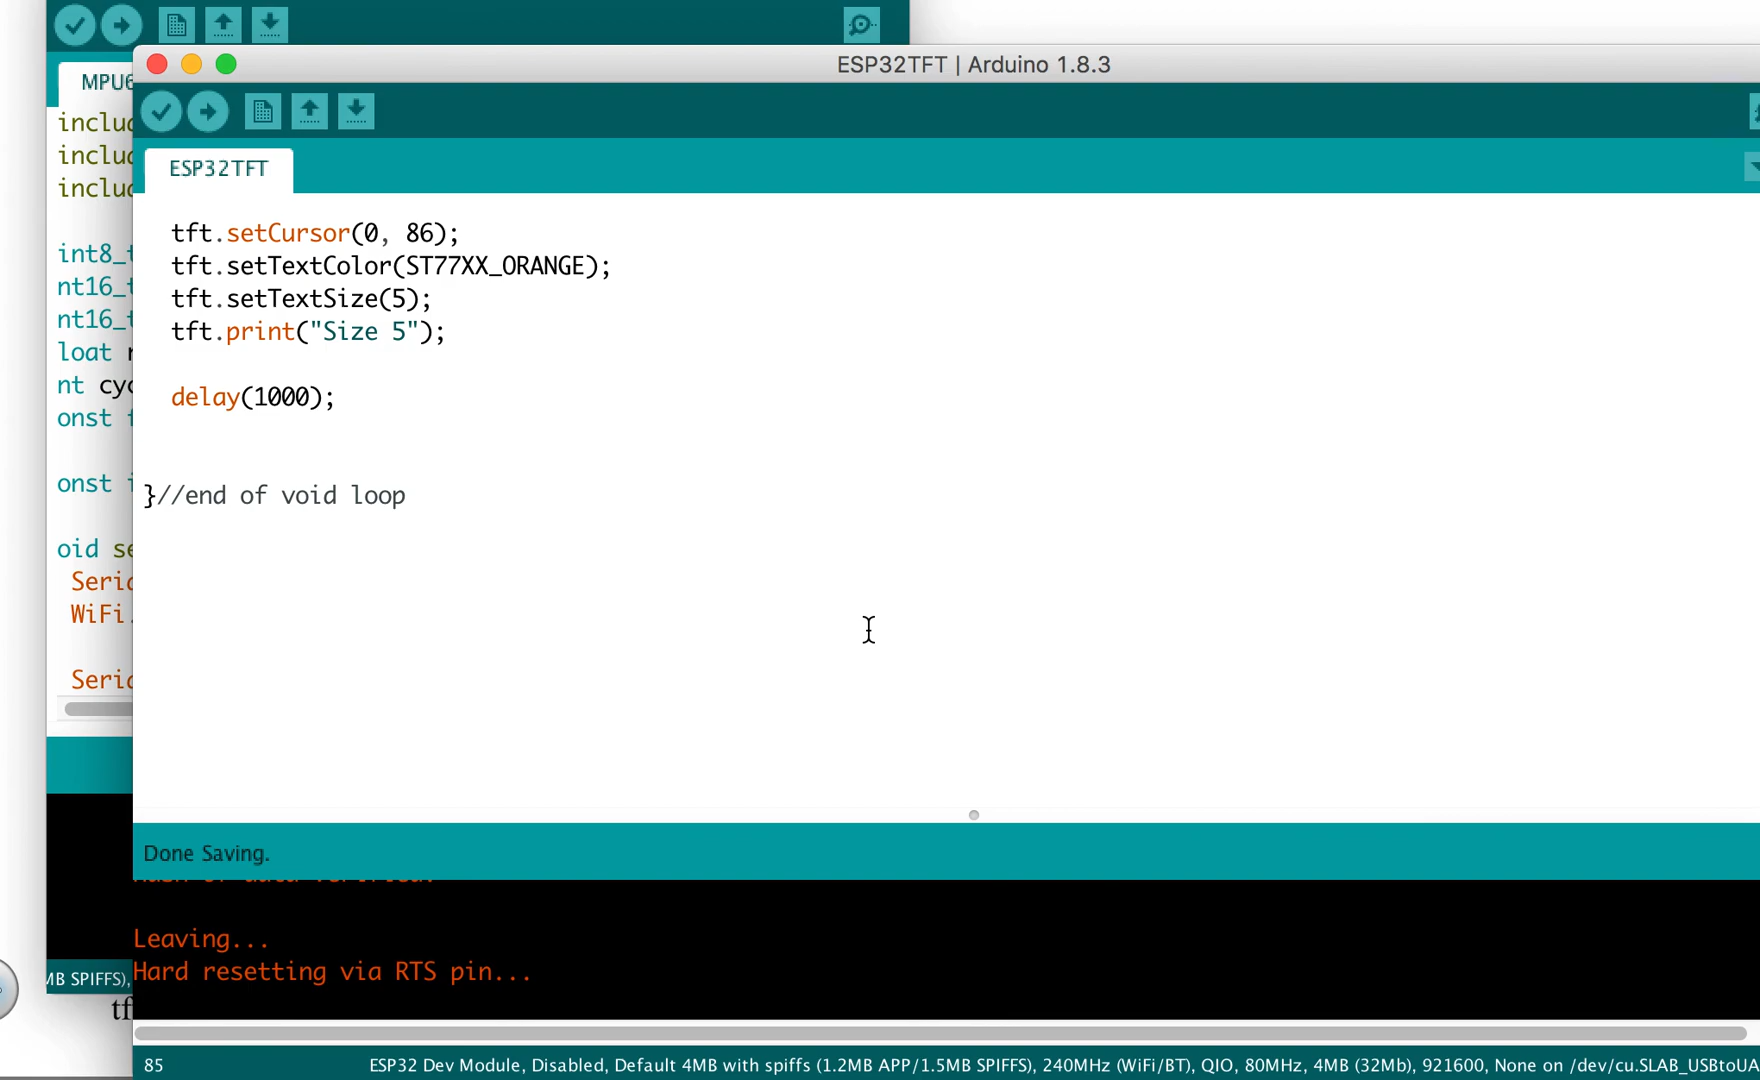 ESP32TFT | Arduino 1.8.3
MPU6
ESP32TFT
inclu
inclu
inclu
int8_t
nt16_t
nt16_t
loat
nt cyc
onst
onst i
oid se
Seri
WiFi.
Seri
tft.setCursor(0, 86);
tft.setTextColor(ST77XX_ORANGE);
tft.setTextSize(5);
tft.print("Size 5");
delay(1000);
}//end of void loop
Done Saving.
Leaving...
Hard resetting via RTS pin...
MB SPIFFS),
tf
85
ESP32 Dev Module, Disabled, Default 4MB with spiffs (1.2MB APP/1.5MB SPIFFS), 240MHz (WiFi/BT), QIO, 80MHz, 4MB (32Mb), 921600, None on /dev/cu.SLAB_USBtoUA